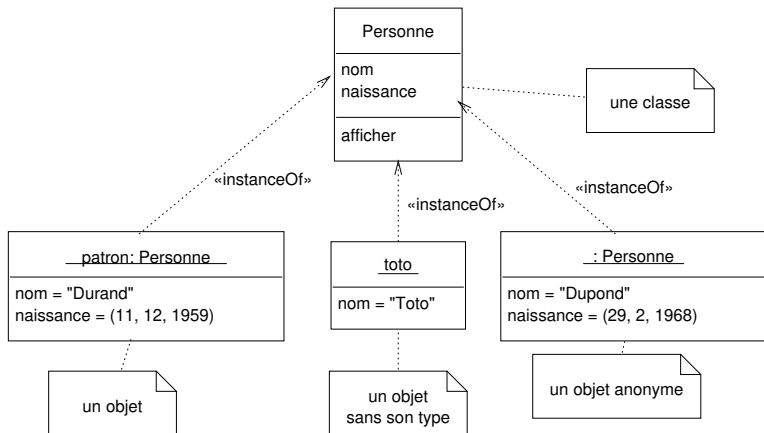 Personne
nom
naissance
afficher
une classe
«instanceOf»
«instanceOf»
«instanceOf»
patron: Personne
nom = "Durand"
naissance = (11, 12, 1959)
toto
nom = "Toto"
: Personne
nom = "Dupond"
naissance = (29, 2, 1968)
un objet
un objet
sans son type
un objet anonyme